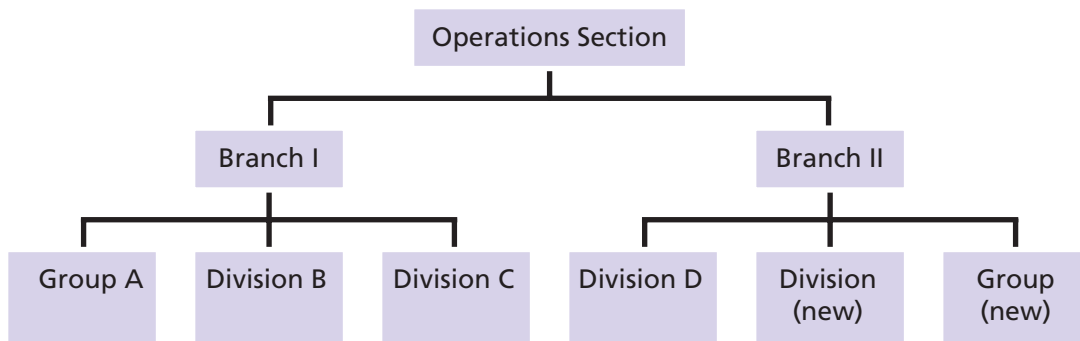 Operations Section
Branch I
Branch II
Group A
Division B
Division C
Division D
Division
(new)
Group
(new)